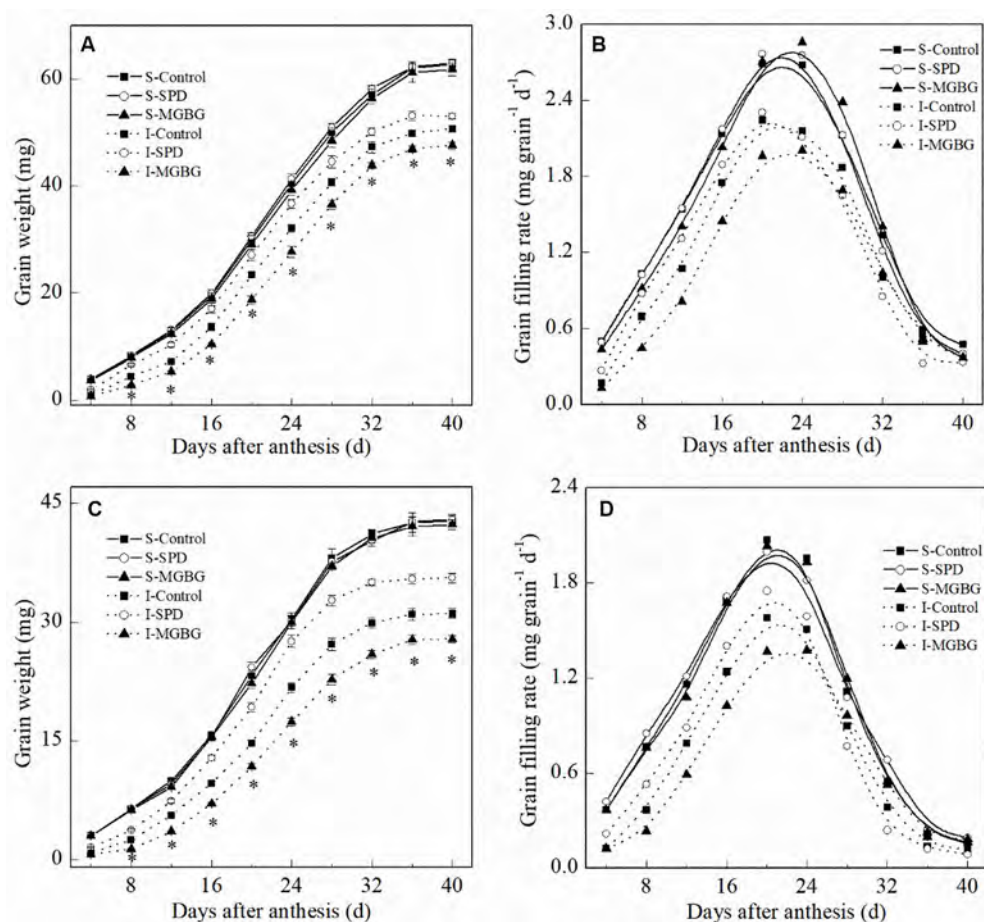 A
S-Control
S-SPD
S-MGBG
I-Control
I-SPD
I-MGBG
Grain weight (mg)
60
40
20
0
* * * * * * * * *
8 16 24 32 40
Days after anthesis (d)
B
S-Control
S-SPD
S-MGBG
I-Control
I-SPD
I-MGBG
Grain filling rate (mg grain⁻¹ d⁻¹)
3.0
2.4
1.8
1.2
0.6
0.0
8 16 24 32 40
Days after anthesis (d)
C
S-Control
S-SPD
S-MGBG
I-Control
I-SPD
I-MGBG
Grain weight (mg)
45
30
15
0
* * * * * * * * *
8 16 24 32 40
Days after anthesis (d)
D
S-Control
S-SPD
S-MGBG
I-Control
I-SPD
I-MGBG
Grain filling rate (mg grain⁻¹ d⁻¹)
2.4
1.8
1.2
0.6
0.0
8 16 24 32 40
Days after anthesis (d)